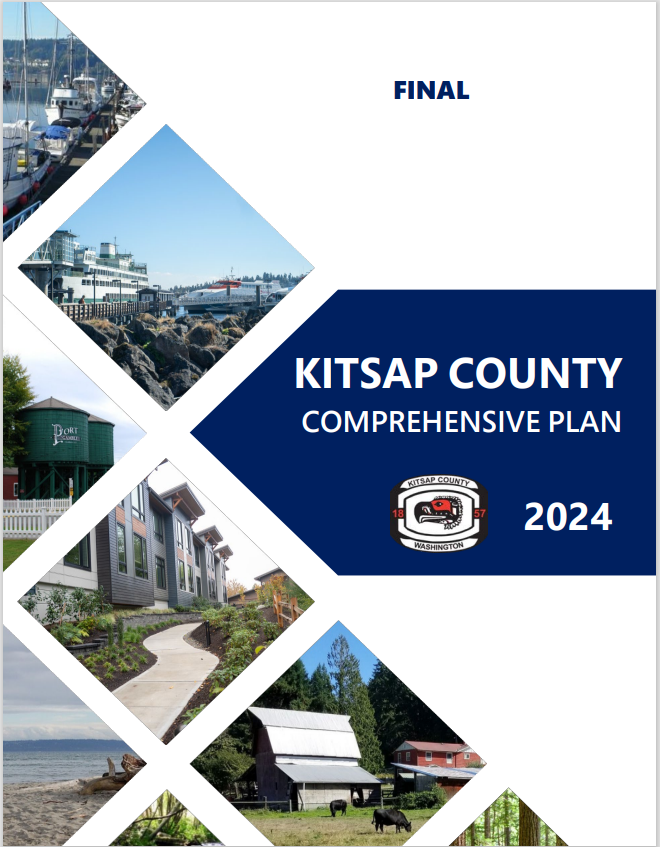 FINAL
KITSAP COUNTY
COMPREHENSIVE PLAN
KITSAP COUNTY
18 57
WASHINGTON
2024
PORT